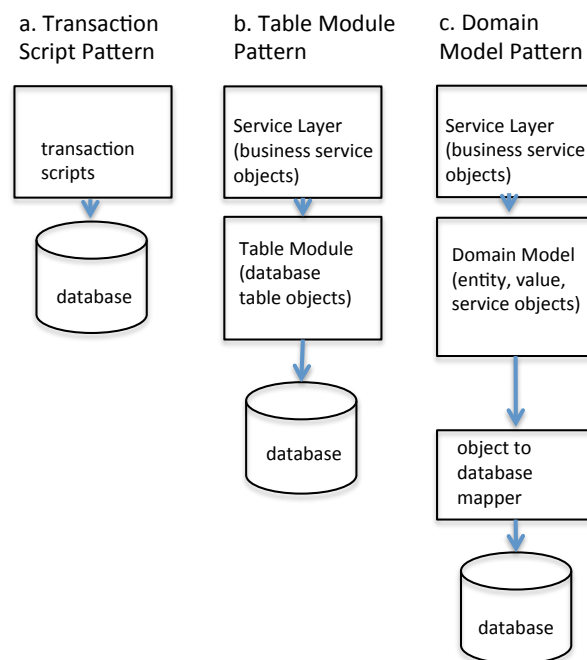 a. Transaction
Script Pattern
transaction
scripts
database
b. Table Module
Pattern
Service Layer
(business service
objects)
Table Module
(database
table objects)
database
c. Domain
Model Pattern
Service Layer
(business service
objects)
Domain Model
(entity, value,
service objects)
object to
database
mapper
database